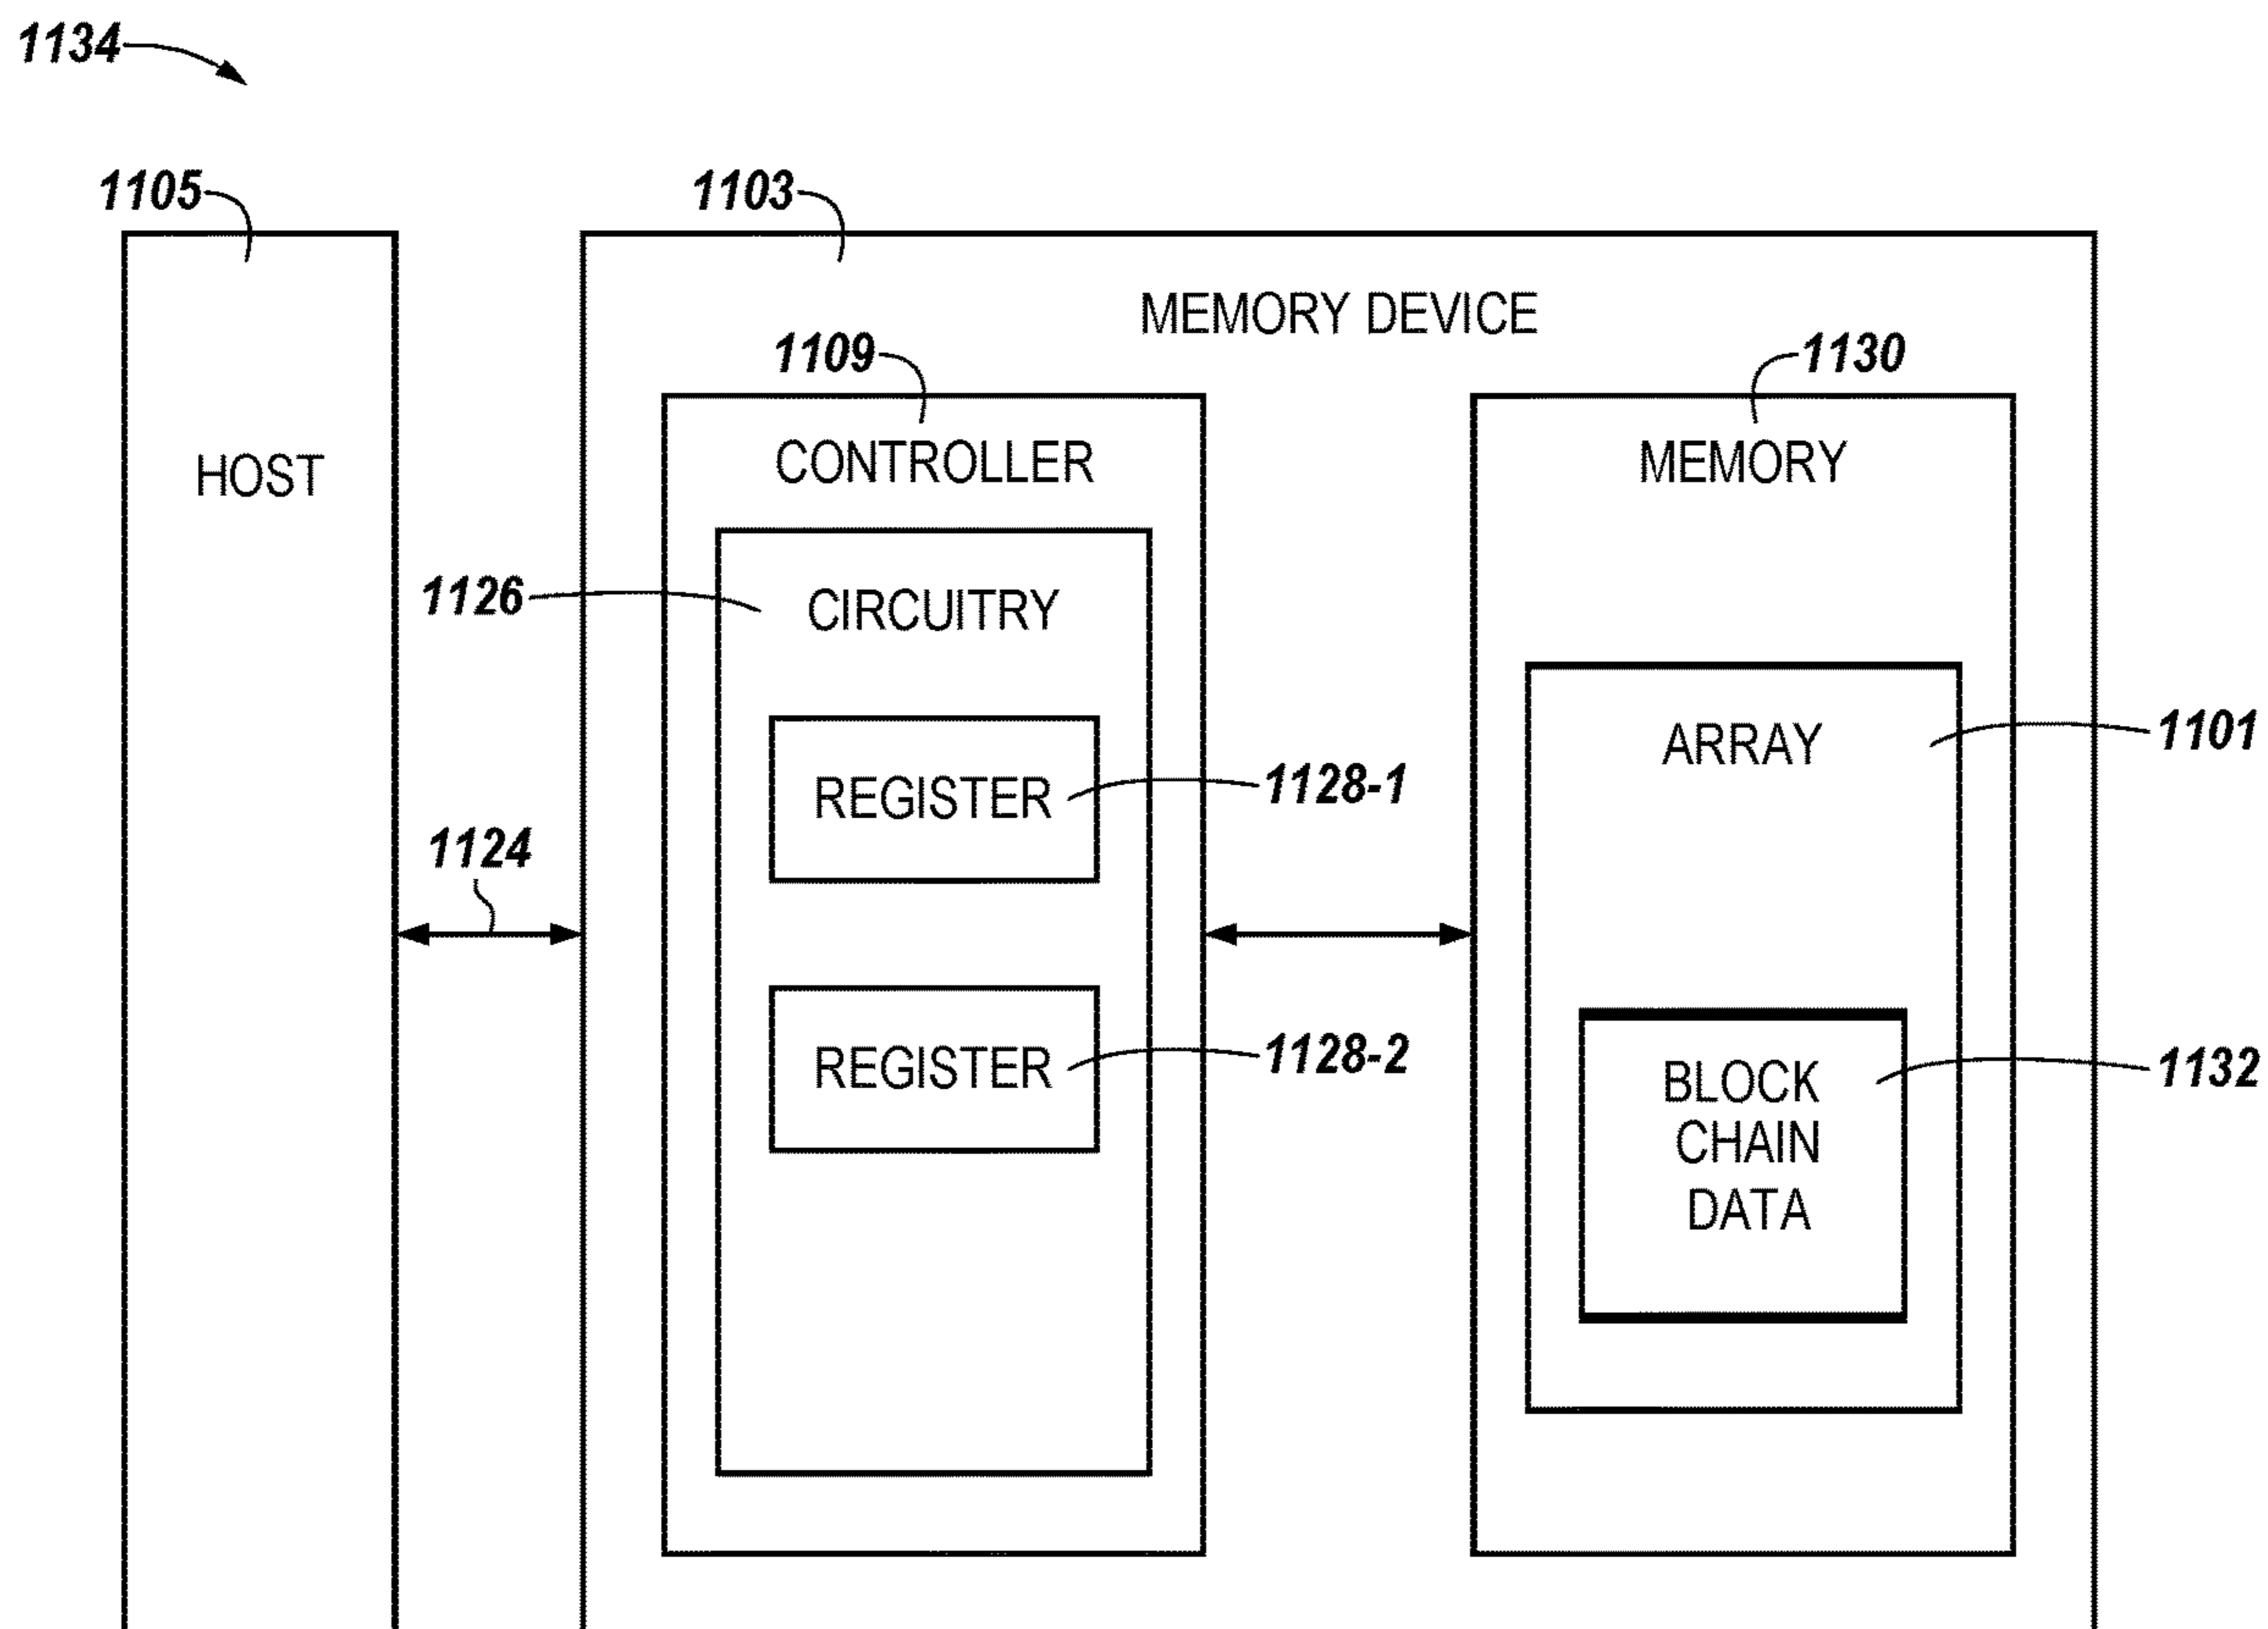 1134
1105
1103
MEMORY DEVICE
1109
1130
HOST
CONTROLLER
MEMORY
1126
CIRCUITRY
ARRAY
1101
REGISTER
1128-1
1124
REGISTER
1128-2
BLOCK
CHAIN
DATA
1132